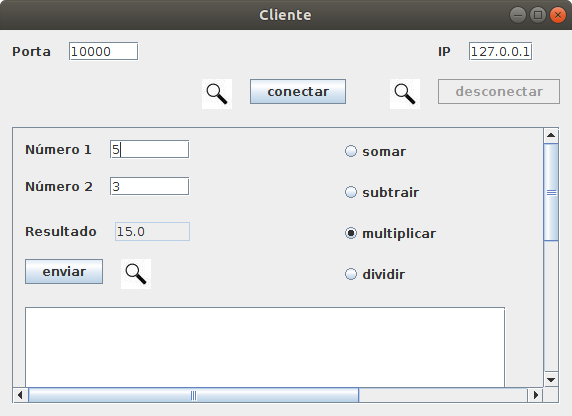 Cliente
Porta 10000 IP 127.0.0.1
conectar desconectar
Número 1 5 somar
Número 2 3 subtrair
Resultado 15.0 multiplicar
enviar dividir